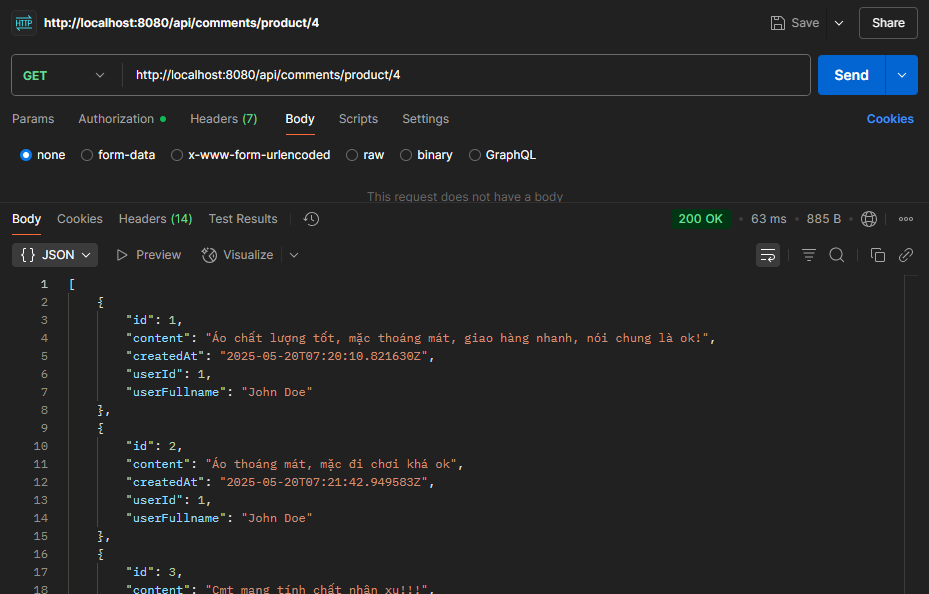 HTTP http://localhost:8080/api/comments/product/4 Save Share
GET http://localhost:8080/api/comments/product/4 Send
Params Authorization Headers (7) Body Scripts Settings Cookies
none form-data x-www-form-urlencoded raw binary GraphQL
This request does not have a body
Body Cookies Headers (14) Test Results 200 OK • 63 ms • 885 B •
{} JSON Preview Visualize
1 [
2 {
3 "id": 1,
4 "content": "Áo chất lượng tốt, mặc thoáng mát, giao hàng nhanh, nói chung là ok!",
5 "createdAt": "2025-05-20T07:20:10.821630Z",
6 "userId": 1,
7 "userFullname": "John Doe"
8 },
9 {
10 "id": 2,
11 "content": "Áo thoáng mát, mặc đi chơi khá ok",
12 "createdAt": "2025-05-20T07:21:42.949583Z",
13 "userId": 1,
14 "userFullname": "John Doe"
15 },
16 {
17 "id": 3,
18 "content": "Cmt mang tính chất nhận xu!!!",